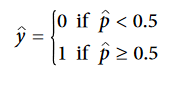 ŷ = { 0 if p̂ < 0.5
1 if p̂ ≥ 0.5